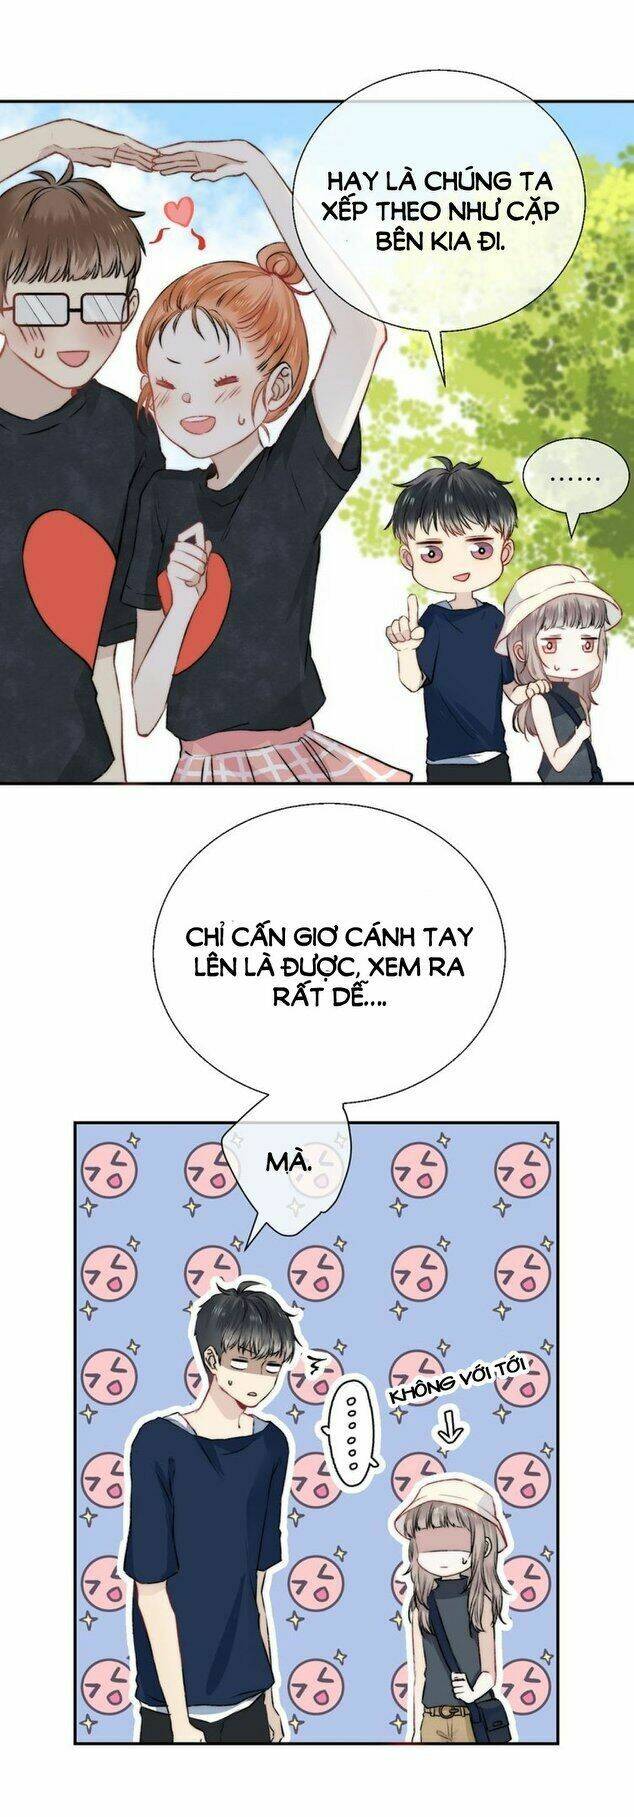 HAY LÀ CHÚNG TA
XẾP THEO NHƯ CẶP
BÊN KIA ĐI.
......
CHỈ CẤN GIƠ CÁNH TAY
LÊN LÀ ĐƯỢC, XEM RA
RẤT DỄ....
MÀ.
......
KHÔNG VỚI TỚI